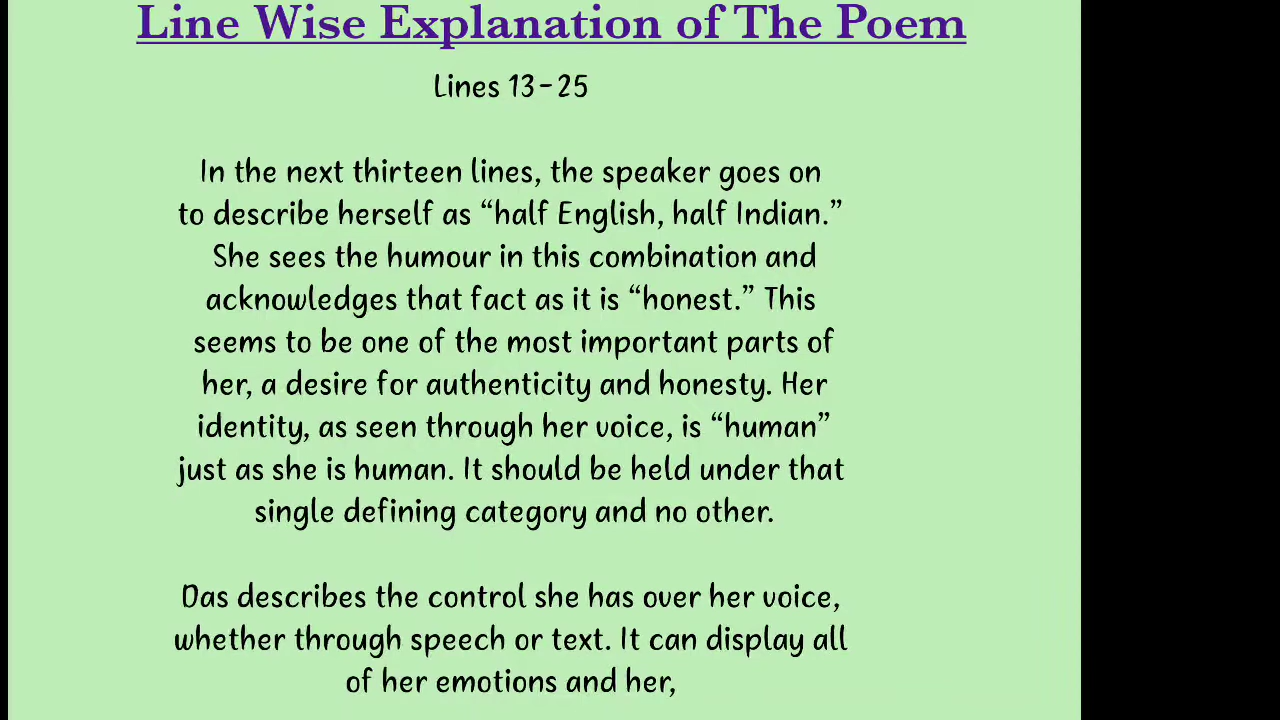 Line Wise Explanation of The Poem
Lines 13-25
In the next thirteen lines, the speaker goes on
to describe herself as “half English, half Indian.”
She sees the humour in this combination and
acknowledges that fact as it is “honest.” This
seems to be one of the most important parts of
her, a desire for authenticity and honesty. Her
identity, as seen through her voice, is “human”
just as she is human. It should be held under that
single defining category and no other.
Das describes the control she has over her voice,
whether through speech or text. It can display all
of her emotions and her,